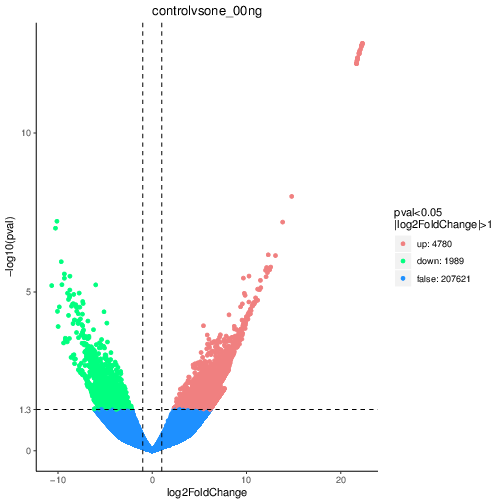 controlvsone_00ng
−log10(pval)
10
5
1.3
0
−10
0
10
20
log2FoldChange
pval<0.05
|log2FoldChange|>1
up: 4780
down: 1989
false: 207621